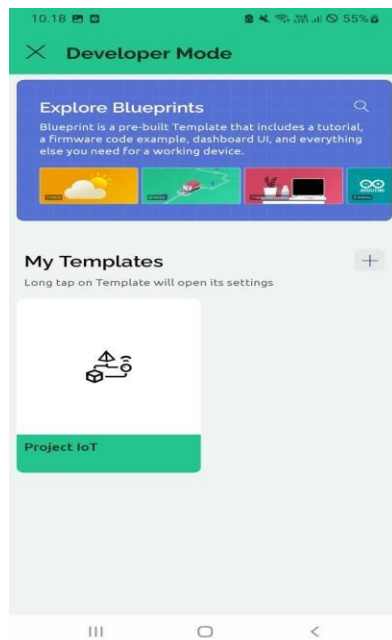 10.18
55%
Developer Mode
Explore Blueprints
Blueprint is a pre-built Template that includes a tutorial,
a firmware code example, dashboard UI, and everything
else you need for a working device.
ARDUINO
My Templates
Long tap on Template will open its settings
Project IoT